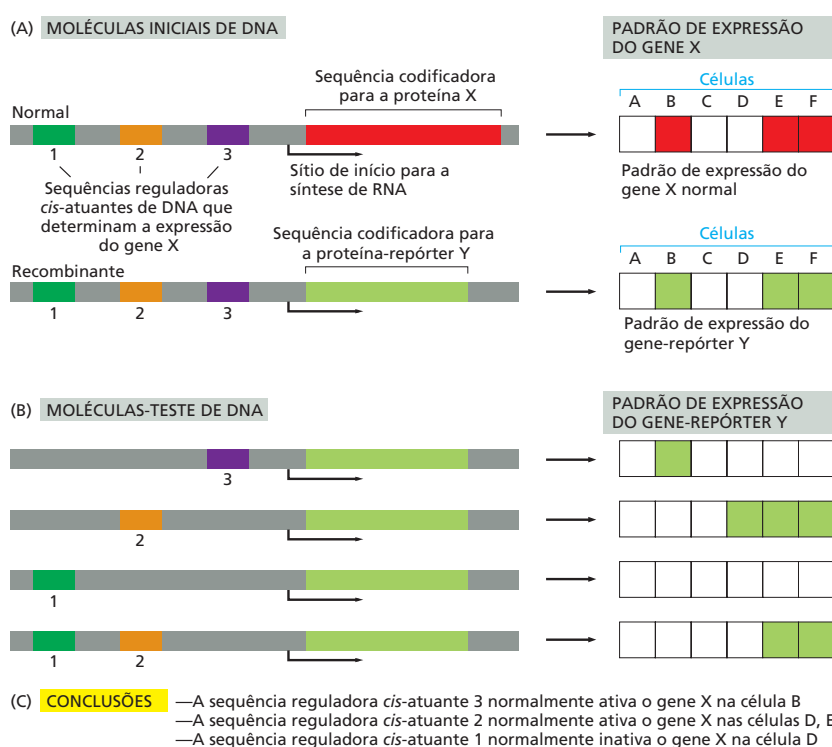 (A) MOLÉCULAS INICIAIS DE DNA
PADRÃO DE EXPRESSÃO
DO GENE X
Normal
Sequência codificadora
para a proteína X
1 2 3
Sequências reguladoras
cis-atuantes de DNA que
determinam a expressão
do gene X
Sítio de início para a
síntese de RNA
Células
A B C D E F
Padrão de expressão do
gene X normal
Recombinante
Sequência codificadora para
a proteína-repórter Y
1 2 3
Células
A B C D E F
Padrão de expressão do
gene-repórter Y
(B) MOLÉCULAS-TESTE DE DNA
PADRÃO DE EXPRESSÃO
DO GENE-REPÓRTER Y
3
2
1
1 2
(C) CONCLUSÕES —A sequência reguladora cis-atuante 3 normalmente ativa o gene X na célula B
—A sequência reguladora cis-atuante 2 normalmente ativa o gene X nas células D, E
—A sequência reguladora cis-atuante 1 normalmente inativa o gene X na célula D